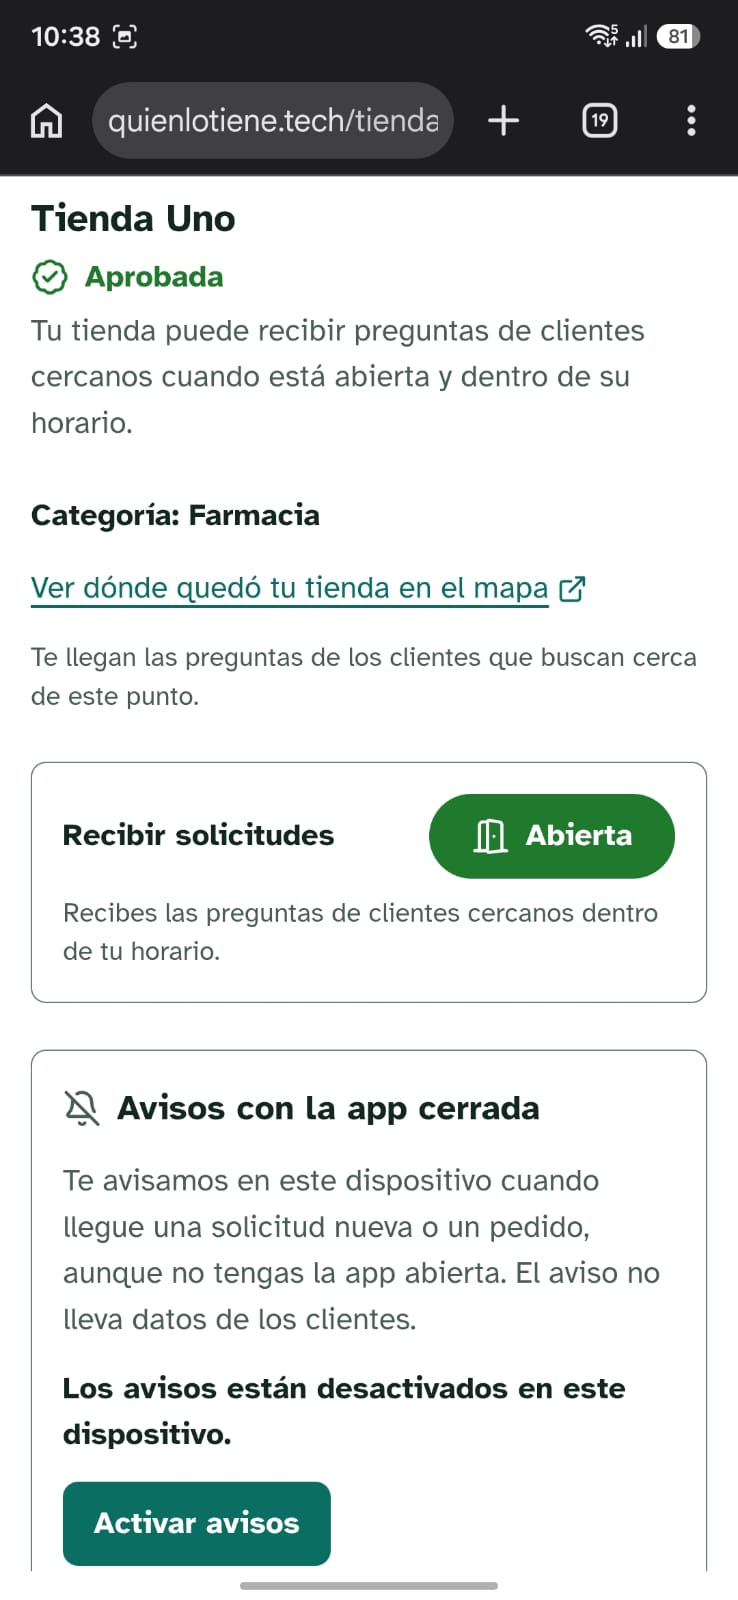 10:38
5
81
quienlotiene.tech/tienda
19
Tienda Uno
Aprobada
Tu tienda puede recibir preguntas de clientes
cercanos cuando está abierta y dentro de su
horario.
Categoría: Farmacia
Ver dónde quedó tu tienda en el mapa
Te llegan las preguntas de los clientes que buscan cerca
de este punto.
Recibir solicitudes
Abierta
Recibes las preguntas de clientes cercanos dentro
de tu horario.
Avisos con la app cerrada
Te avisamos en este dispositivo cuando
llegue una solicitud nueva o un pedido,
aunque no tengas la app abierta. El aviso no
lleva datos de los clientes.
Los avisos están desactivados en este
dispositivo.
Activar avisos